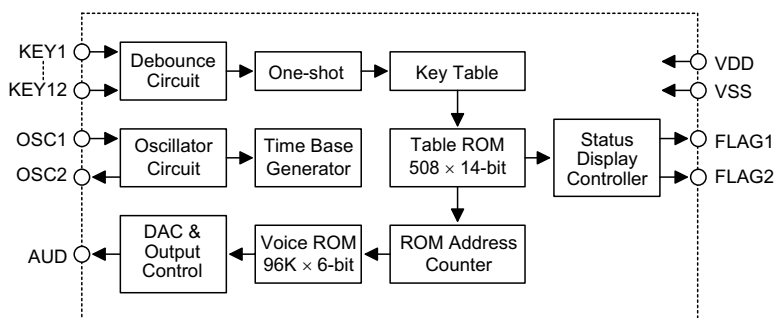 KEY1
KEY12
Debounce
Circuit
One-shot
Key Table
VDD
VSS
OSC1
OSC2
Oscillator
Circuit
Time Base
Generator
Table ROM
508 × 14-bit
Status
Display
Controller
FLAG1
FLAG2
AUD
DAC &
Output
Control
Voice ROM
96K × 6-bit
ROM Address
Counter